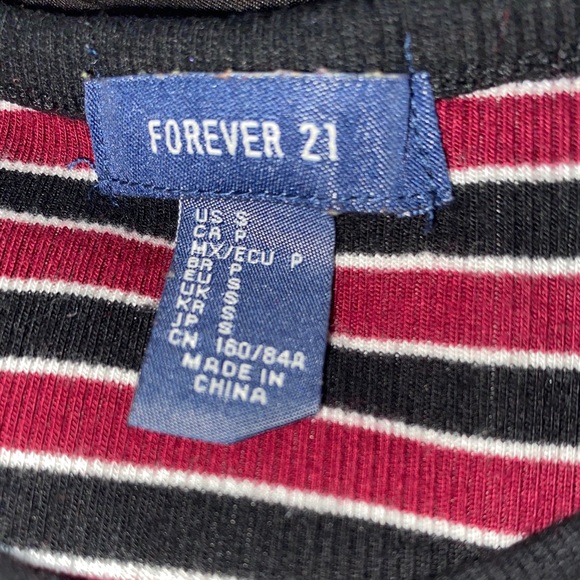 FOREVER 21
US S
CA P
MX/ECU P
BR P
EU S
UK S
KR S
JP S
CN 160/84A
MADE IN
CHINA